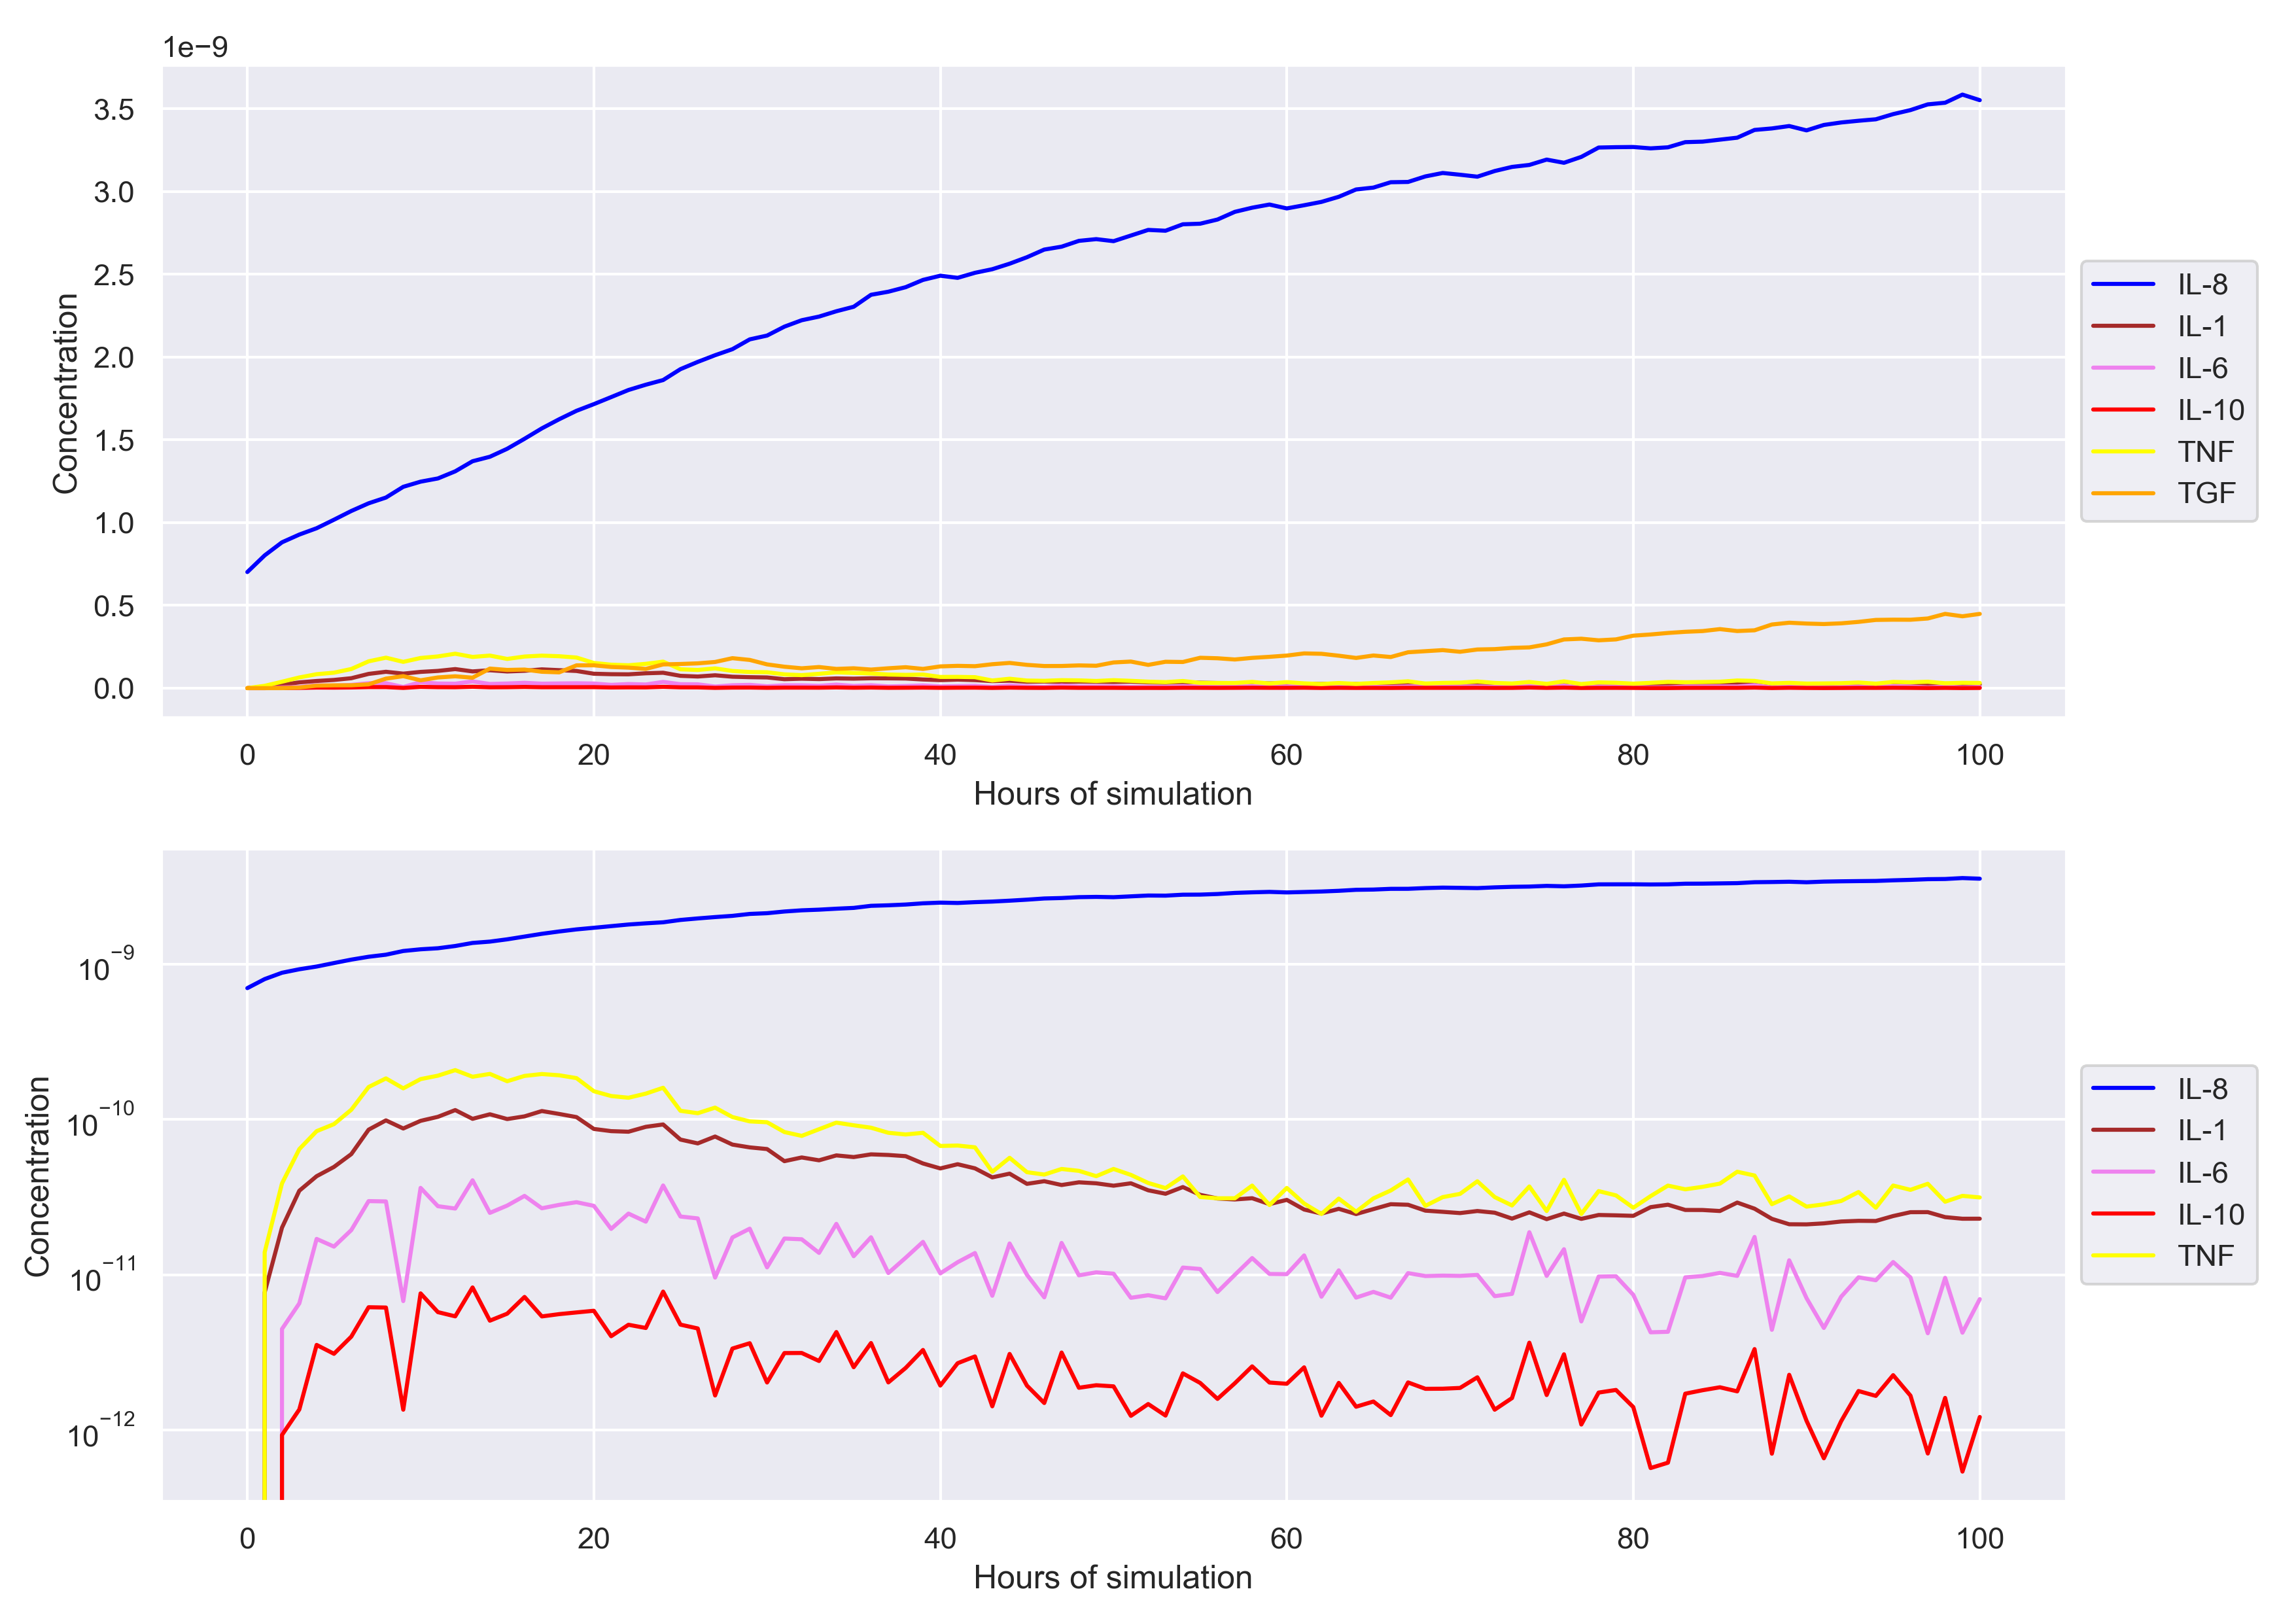 1e−9
3.5
3.0
2.5
2.0
1.5
1.0
0.5
0.0
Concentration
0 20 40 60 80 100
Hours of simulation
IL-8
IL-1
IL-6
IL-10
TNF
TGF
10⁻⁹
10⁻¹⁰
10⁻¹¹
10⁻¹²
Concentration
0 20 40 60 80 100
Hours of simulation
IL-8
IL-1
IL-6
IL-10
TNF